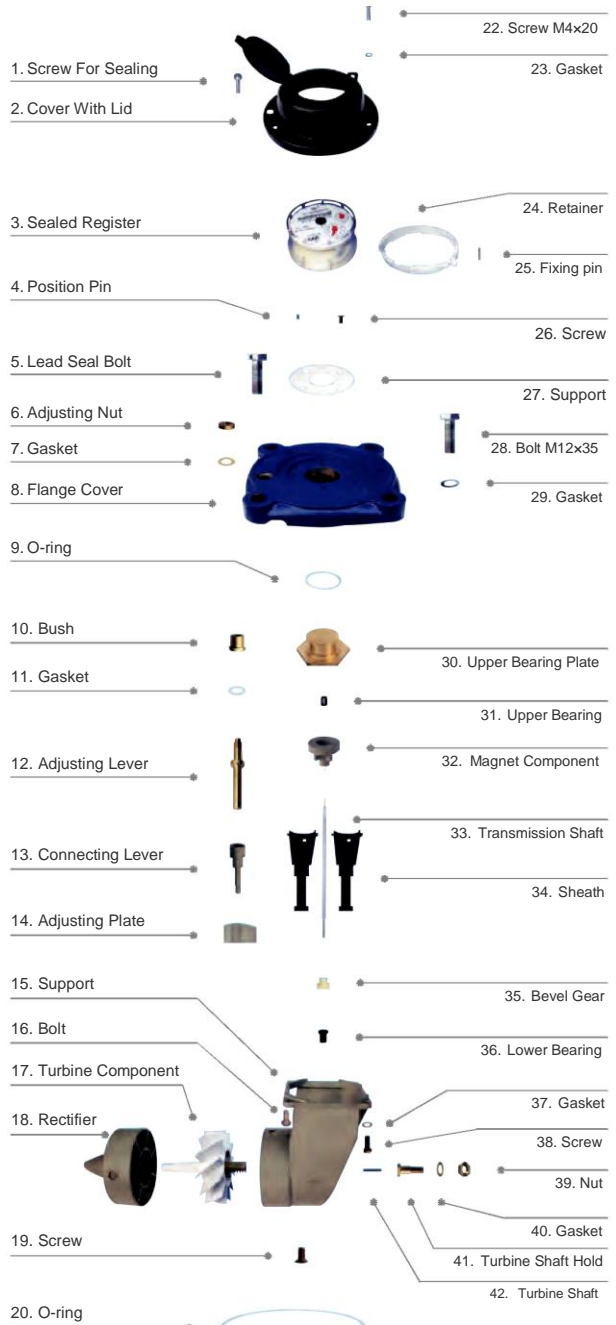 1. Screw For Sealing
2. Cover With Lid
3. Sealed Register
4. Position Pin
5. Lead Seal Bolt
6. Adjusting Nut
7. Gasket
8. Flange Cover
9. O-ring
10. Bush
11. Gasket
12. Adjusting Lever
13. Connecting Lever
14. Adjusting Plate
15. Support
16. Bolt
17. Turbine Component
18. Rectifier
19. Screw
20. O-ring
22. Screw M4×20
23. Gasket
24. Retainer
25. Fixing pin
26. Screw
27. Support
28. Bolt M12×35
29. Gasket
30. Upper Bearing Plate
31. Upper Bearing
32. Magnet Component
33. Transmission Shaft
34. Sheath
35. Bevel Gear
36. Lower Bearing
37. Gasket
38. Screw
39. Nut
40. Gasket
41. Turbine Shaft Hold
42. Turbine Shaft